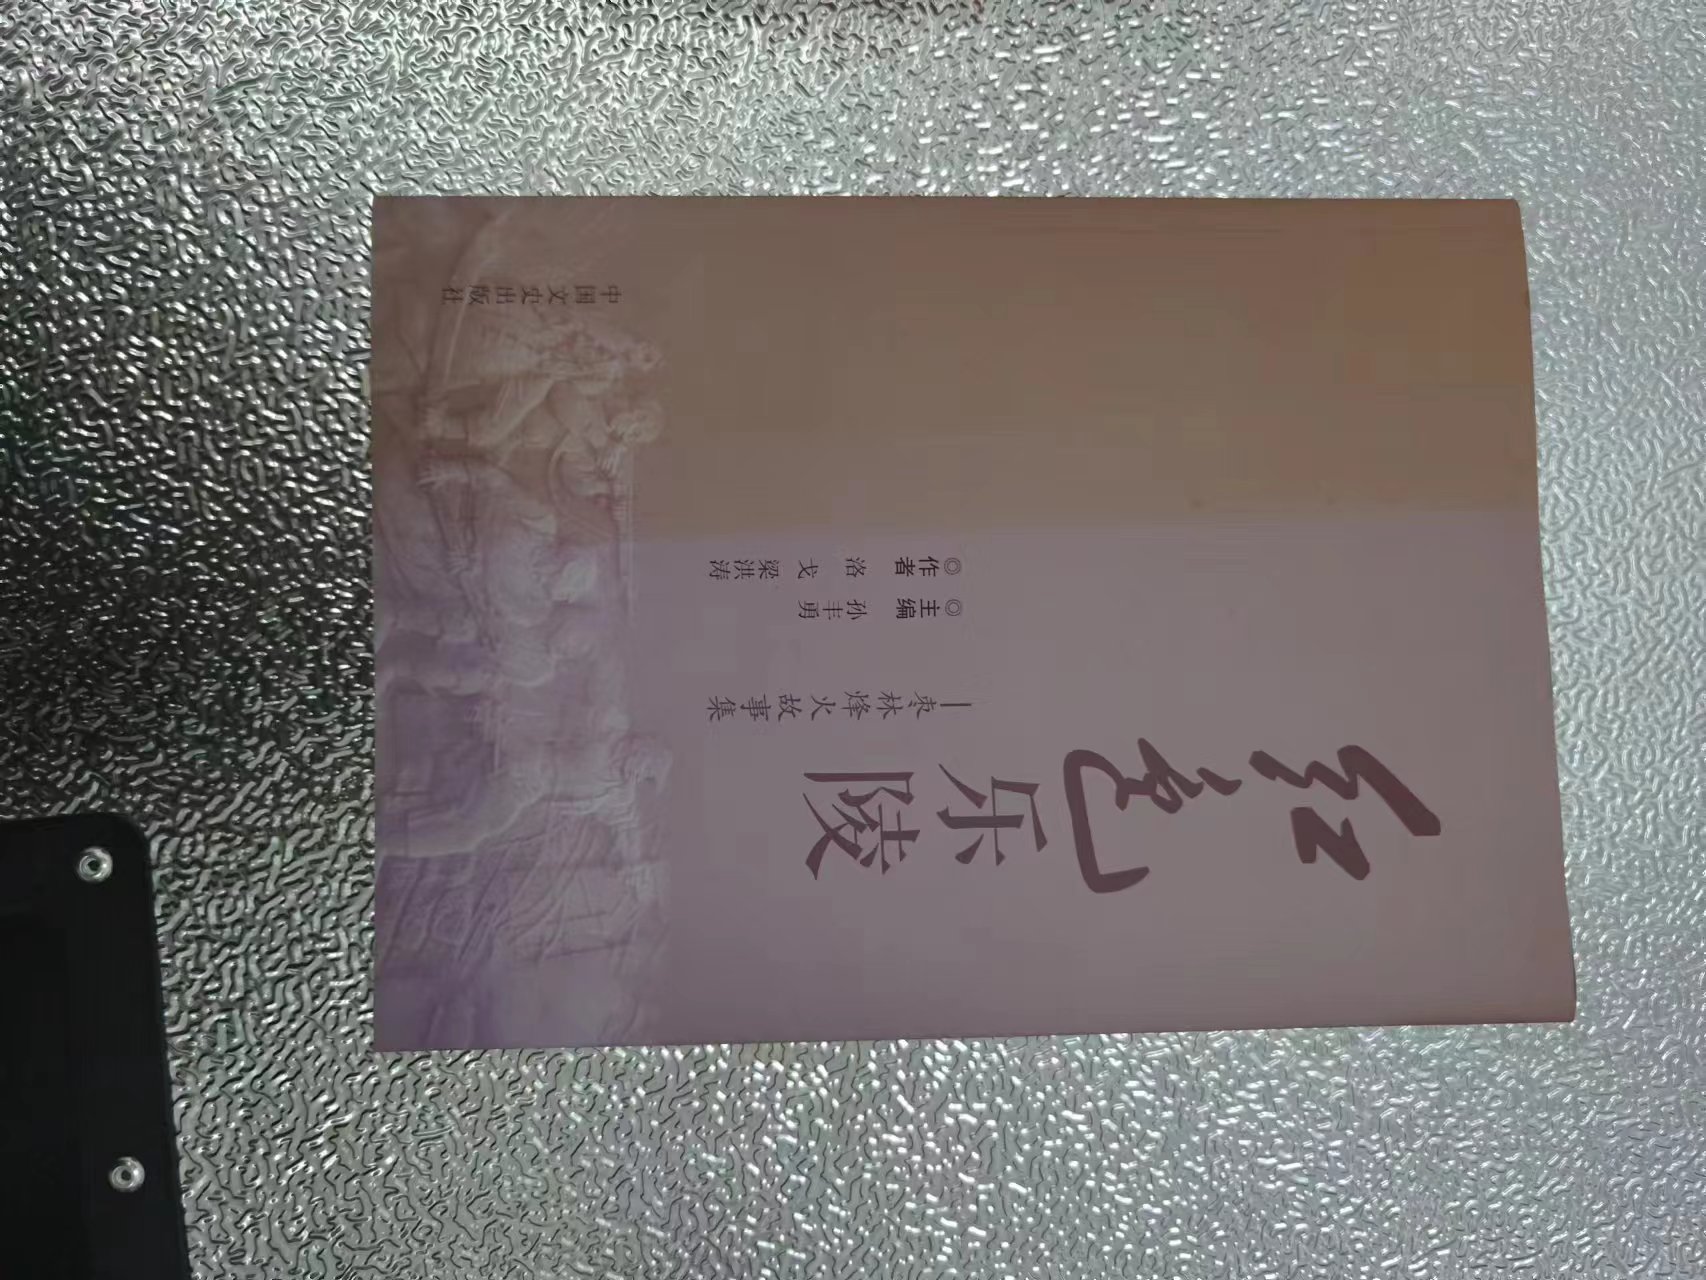 红色
乐陵
—枣林烽火故事集
◎主编 孙丰勇
◎作者 洛戈 梁洪涛
中国文史出版社